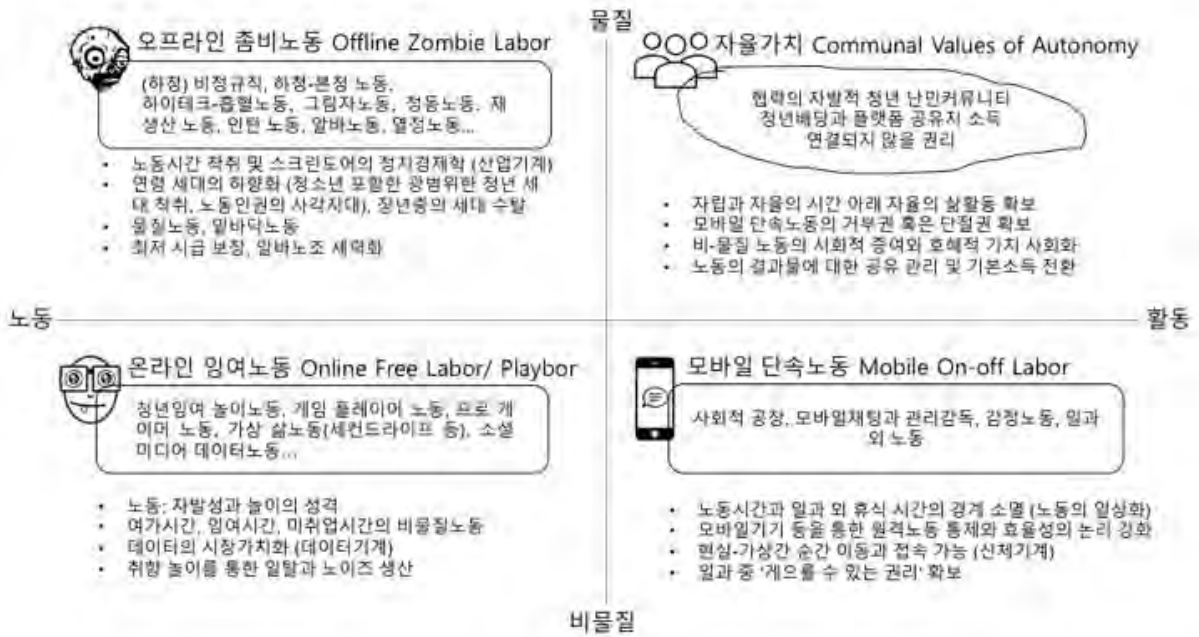 물질
오프라인 좀비노동 Offline Zombie Labor
(하청) 비정규직, 하청-본청 노동,
하이테크-흡혈노동, 그림자노동, 정동노동, 재
생산 노동, 인턴 노동, 알바노동, 열정노동...
• 노동시간 착취 및 스크린도어의 정치경제학 (산업기계)
• 연령 세대의 하향화 (청소년 포함한 광범위한 청년 세
대 착취, 노동인권의 사각지대), 장년층의 세대 수탈
• 물질노동, 밑바닥노동
• 최저 시급 보장, 알바노조 세력화
자율가치 Communal Values of Autonomy
협력의 자발적 청년 난민커뮤니티
청년배당과 플랫폼 공유지 소득
연결되지 않을 권리
• 자립과 자율의 시간 아래 자율의 삶활동 확보
• 모바일 단속노동의 거부권 혹은 단절권 확보
• 비-물질 노동의 사회적 증여와 호혜적 가치 사회화
• 노동의 결과물에 대한 공유 관리 및 기본소득 전환
노동
활동
온라인 잉여노동 Online Free Labor/ Playbor
청년잉여 놀이노동, 게임 플레이어 노동, 프로 게
이머 노동, 가상 삶노동(세컨드라이프 등), 소셜
미디어 데이터노동...
• 노동: 자발성과 놀이의 성격
• 여가시간, 잉여시간, 미취업시간의 비물질노동
• 데이터의 시장가치화 (데이터기계)
• 취향 놀이를 통한 일탈과 노이즈 생산
모바일 단속노동 Mobile On-off Labor
사회적 공장, 모바일채팅과 관리감독, 감정노동, 일과
외 노동
• 노동시간과 일과 외 휴식 시간의 경계 소멸 (노동의 일상화)
• 모바일기기 등을 통한 원격노동 통제와 효율성의 논리 강화
• 현실-가상간 순간 이동과 접속 가능 (신체기계)
• 일과 중 '게으를 수 있는 권리' 확보
비물질